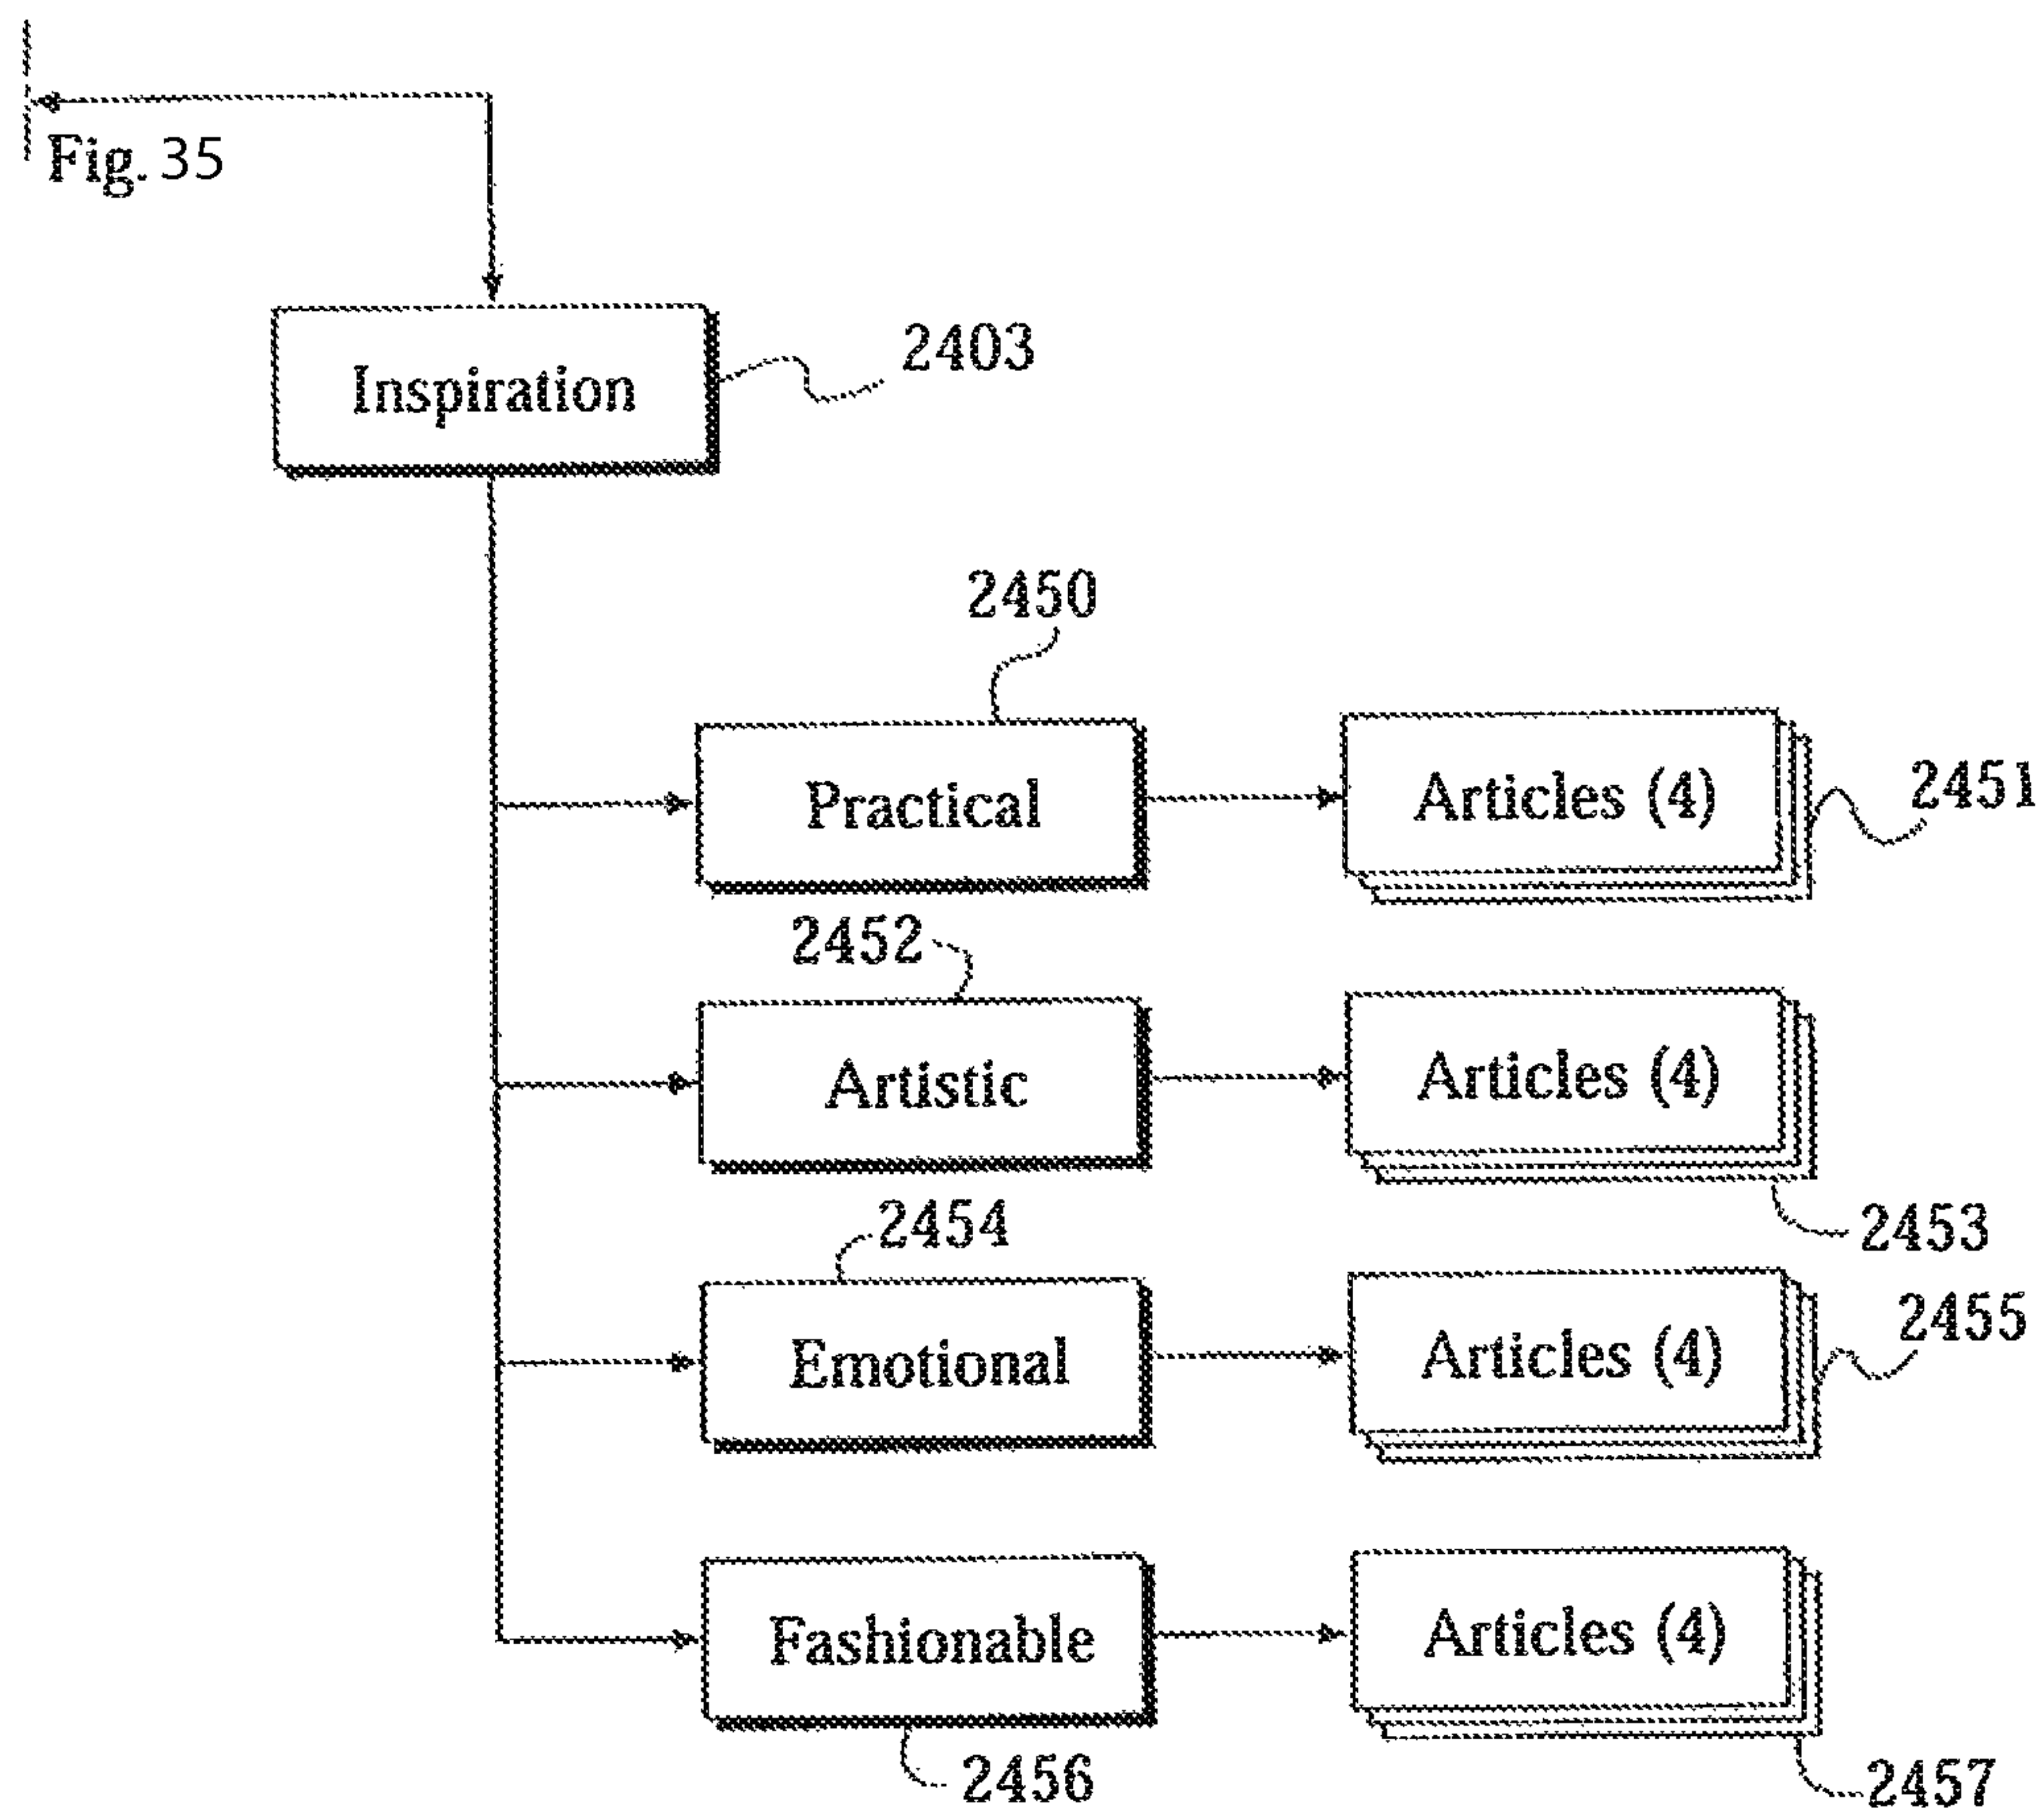 Fig. 35
Inspiration
2403
2450
Practical
Articles (4)
2451
2452
Artistic
Articles (4)
2453
2454
Emotional
Articles (4)
2455
Fashionable
Articles (4)
2456
2457